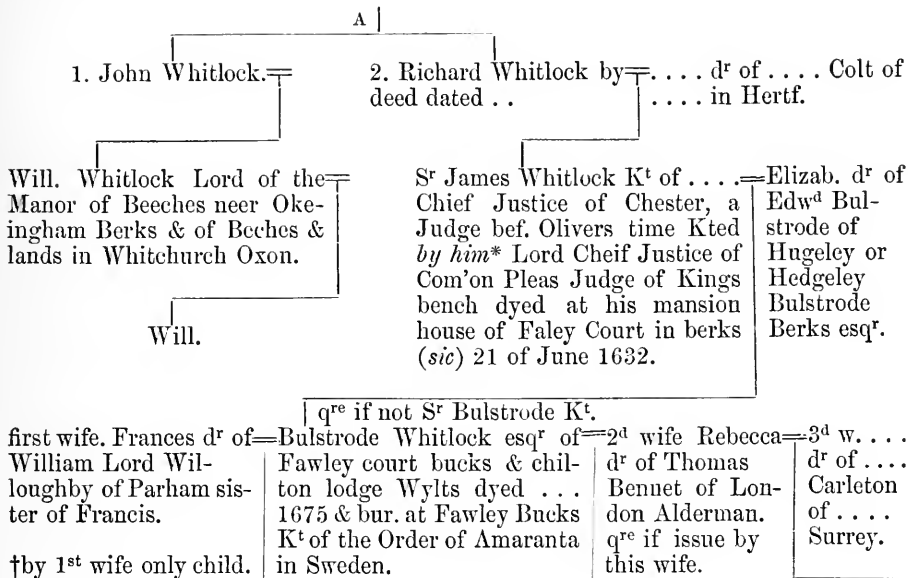 A
1. John Whitlock.
2. Richard Whitlock by . . . . dʳ of . . . . Colt of
deed dated . .
. . . . in Hertf.
Will. Whitlock Lord of the
Manor of Beeches neer Oke-
ingham Berks & of Beches &
lands in Whitchurch Oxon.
Will.
Sʳ James Whitlock Kᵗ of . . . .
Chief Justice of Chester, a
Judge bef. Olivers time Kted
by him* Lord Cheif Justice of
Com'on Pleas Judge of Kings
bench dyed at his mansion
house of Faley Court in berks
(sic) 21 of June 1632.
Elizab. dʳ of
Edwᵈ Bul-
strode of
Hugeley or
Hedgeley
Bulstrode
Berks esqʳ.
qʳᵉ if not Sʳ Bulstrode Kᵗ.
first wife. Frances dʳ of
William Lord Wil-
loughby of Parham sis-
ter of Francis.
†by 1ˢᵗ wife only child.
Bulstrode Whitlock esqʳ of
Fawley court bucks & chil-
ton lodge Wylts dyed . . .
1675 & bur. at Fawley Bucks
Kᵗ of the Order of Amaranta
in Sweden.
2ᵈ wife Rebecca
dʳ of Thomas
Bennet of Lon-
don Alderman.
qʳᵉ if issue by
this wife.
3ᵈ w. . . .
dʳ of . . . .
Carleton
of . . . .
Surrey.